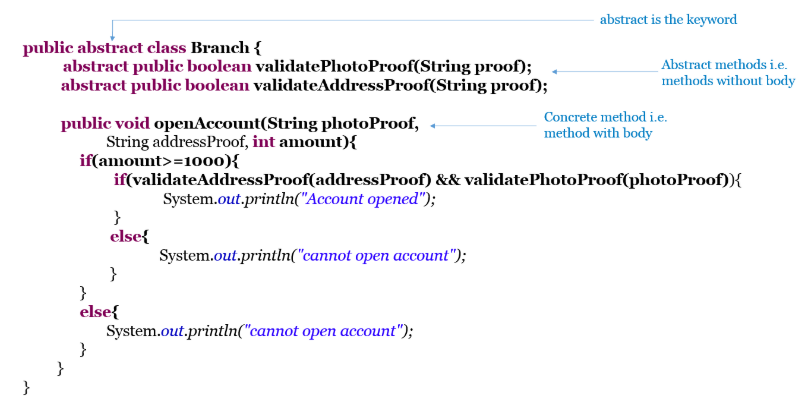 abstract is the keyword
public abstract class Branch {
abstract public boolean validatePhotoProof(String proof);
abstract public boolean validateAddressProof(String proof);
Abstract methods i.e.
methods without body
public void openAccount(String photoProof,
String addressProof, int amount){
Concrete method i.e.
method with body
if(amount>=1000){
if(validateAddressProof(addressProof) && validatePhotoProof(photoProof)){
System.out.println("Account opened");
}
else{
System.out.println("cannot open account");
}
}
else{
System.out.println("cannot open account");
}
}
}